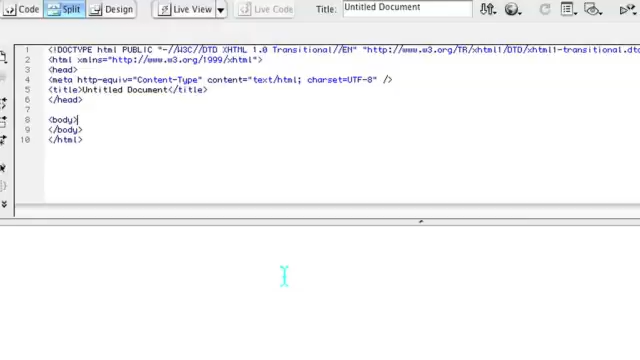 Code Split Design Live View Live Code Title: Untitled Document
1 <!DOCTYPE html PUBLIC "-//W3C//DTD XHTML 1.0 Transitional//EN" "http://www.w3.org/TR/xhtml1/DTD/xhtml1-transitional.dtd
2 <html xmlns="http://www.w3.org/1999/xhtml">
3 <head>
4 <meta http-equiv="Content-Type" content="text/html; charset=UTF-8" />
5 <title>Untitled Document</title>
6 </head>
7
8 <body>
9 </body>
10 </html>